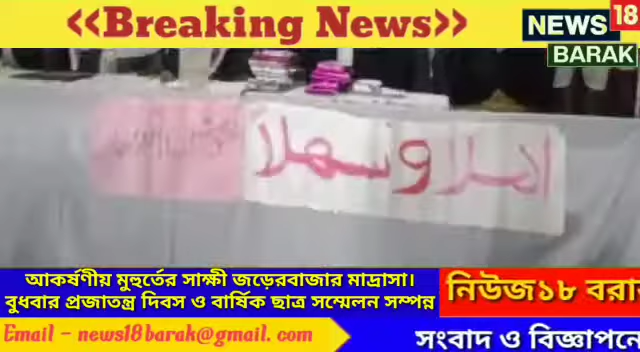 <<Breaking News>>
NEWS 18
BARAK
اهلا وسهلا
আকর্ষণীয় মুহুর্তের সাক্ষী জড়েরবাজার মাদ্রাসা।
বুধবার প্রজাতন্ত্র দিবস ও বার্ষিক ছাত্র সম্মেলন সম্পন্ন
নিউজ১৮ বরা
Email - news18barak@gmail. com
সংবাদ ও বিজ্ঞাপনে